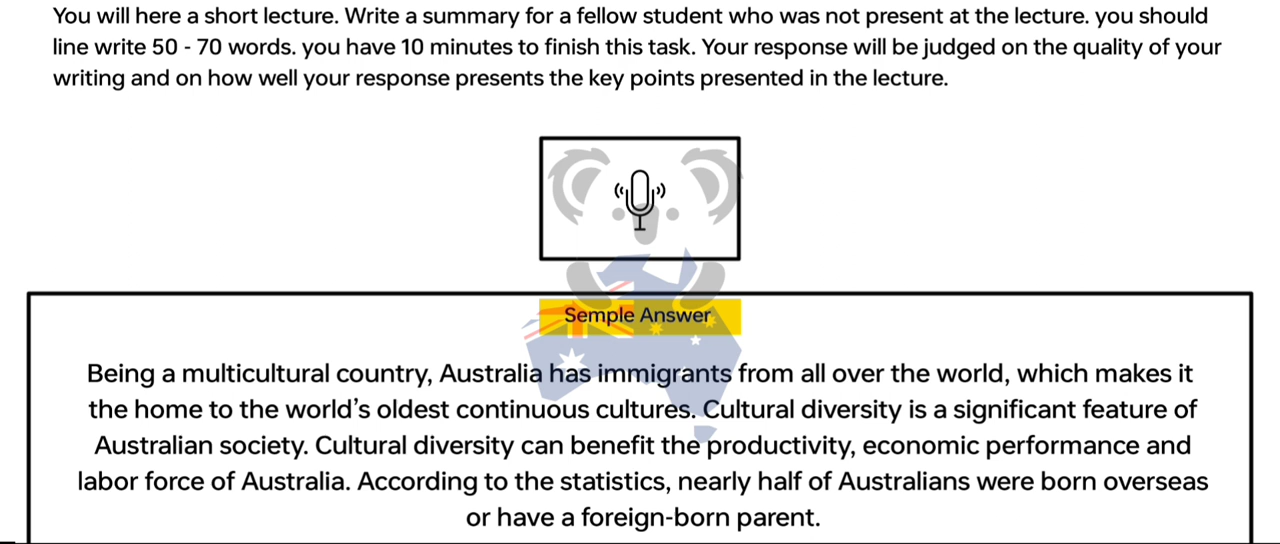 You will here a short lecture. Write a summary for a fellow student who was not present at the lecture. you should
line write 50 - 70 words. you have 10 minutes to finish this task. Your response will be judged on the quality of your
writing and on how well your response presents the key points presented in the lecture.
Semple Answer
Being a multicultural country, Australia has immigrants from all over the world, which makes it
the home to the world's oldest continuous cultures. Cultural diversity is a significant feature of
Australian society. Cultural diversity can benefit the productivity, economic performance and
labor force of Australia. According to the statistics, nearly half of Australians were born overseas
or have a foreign-born parent.